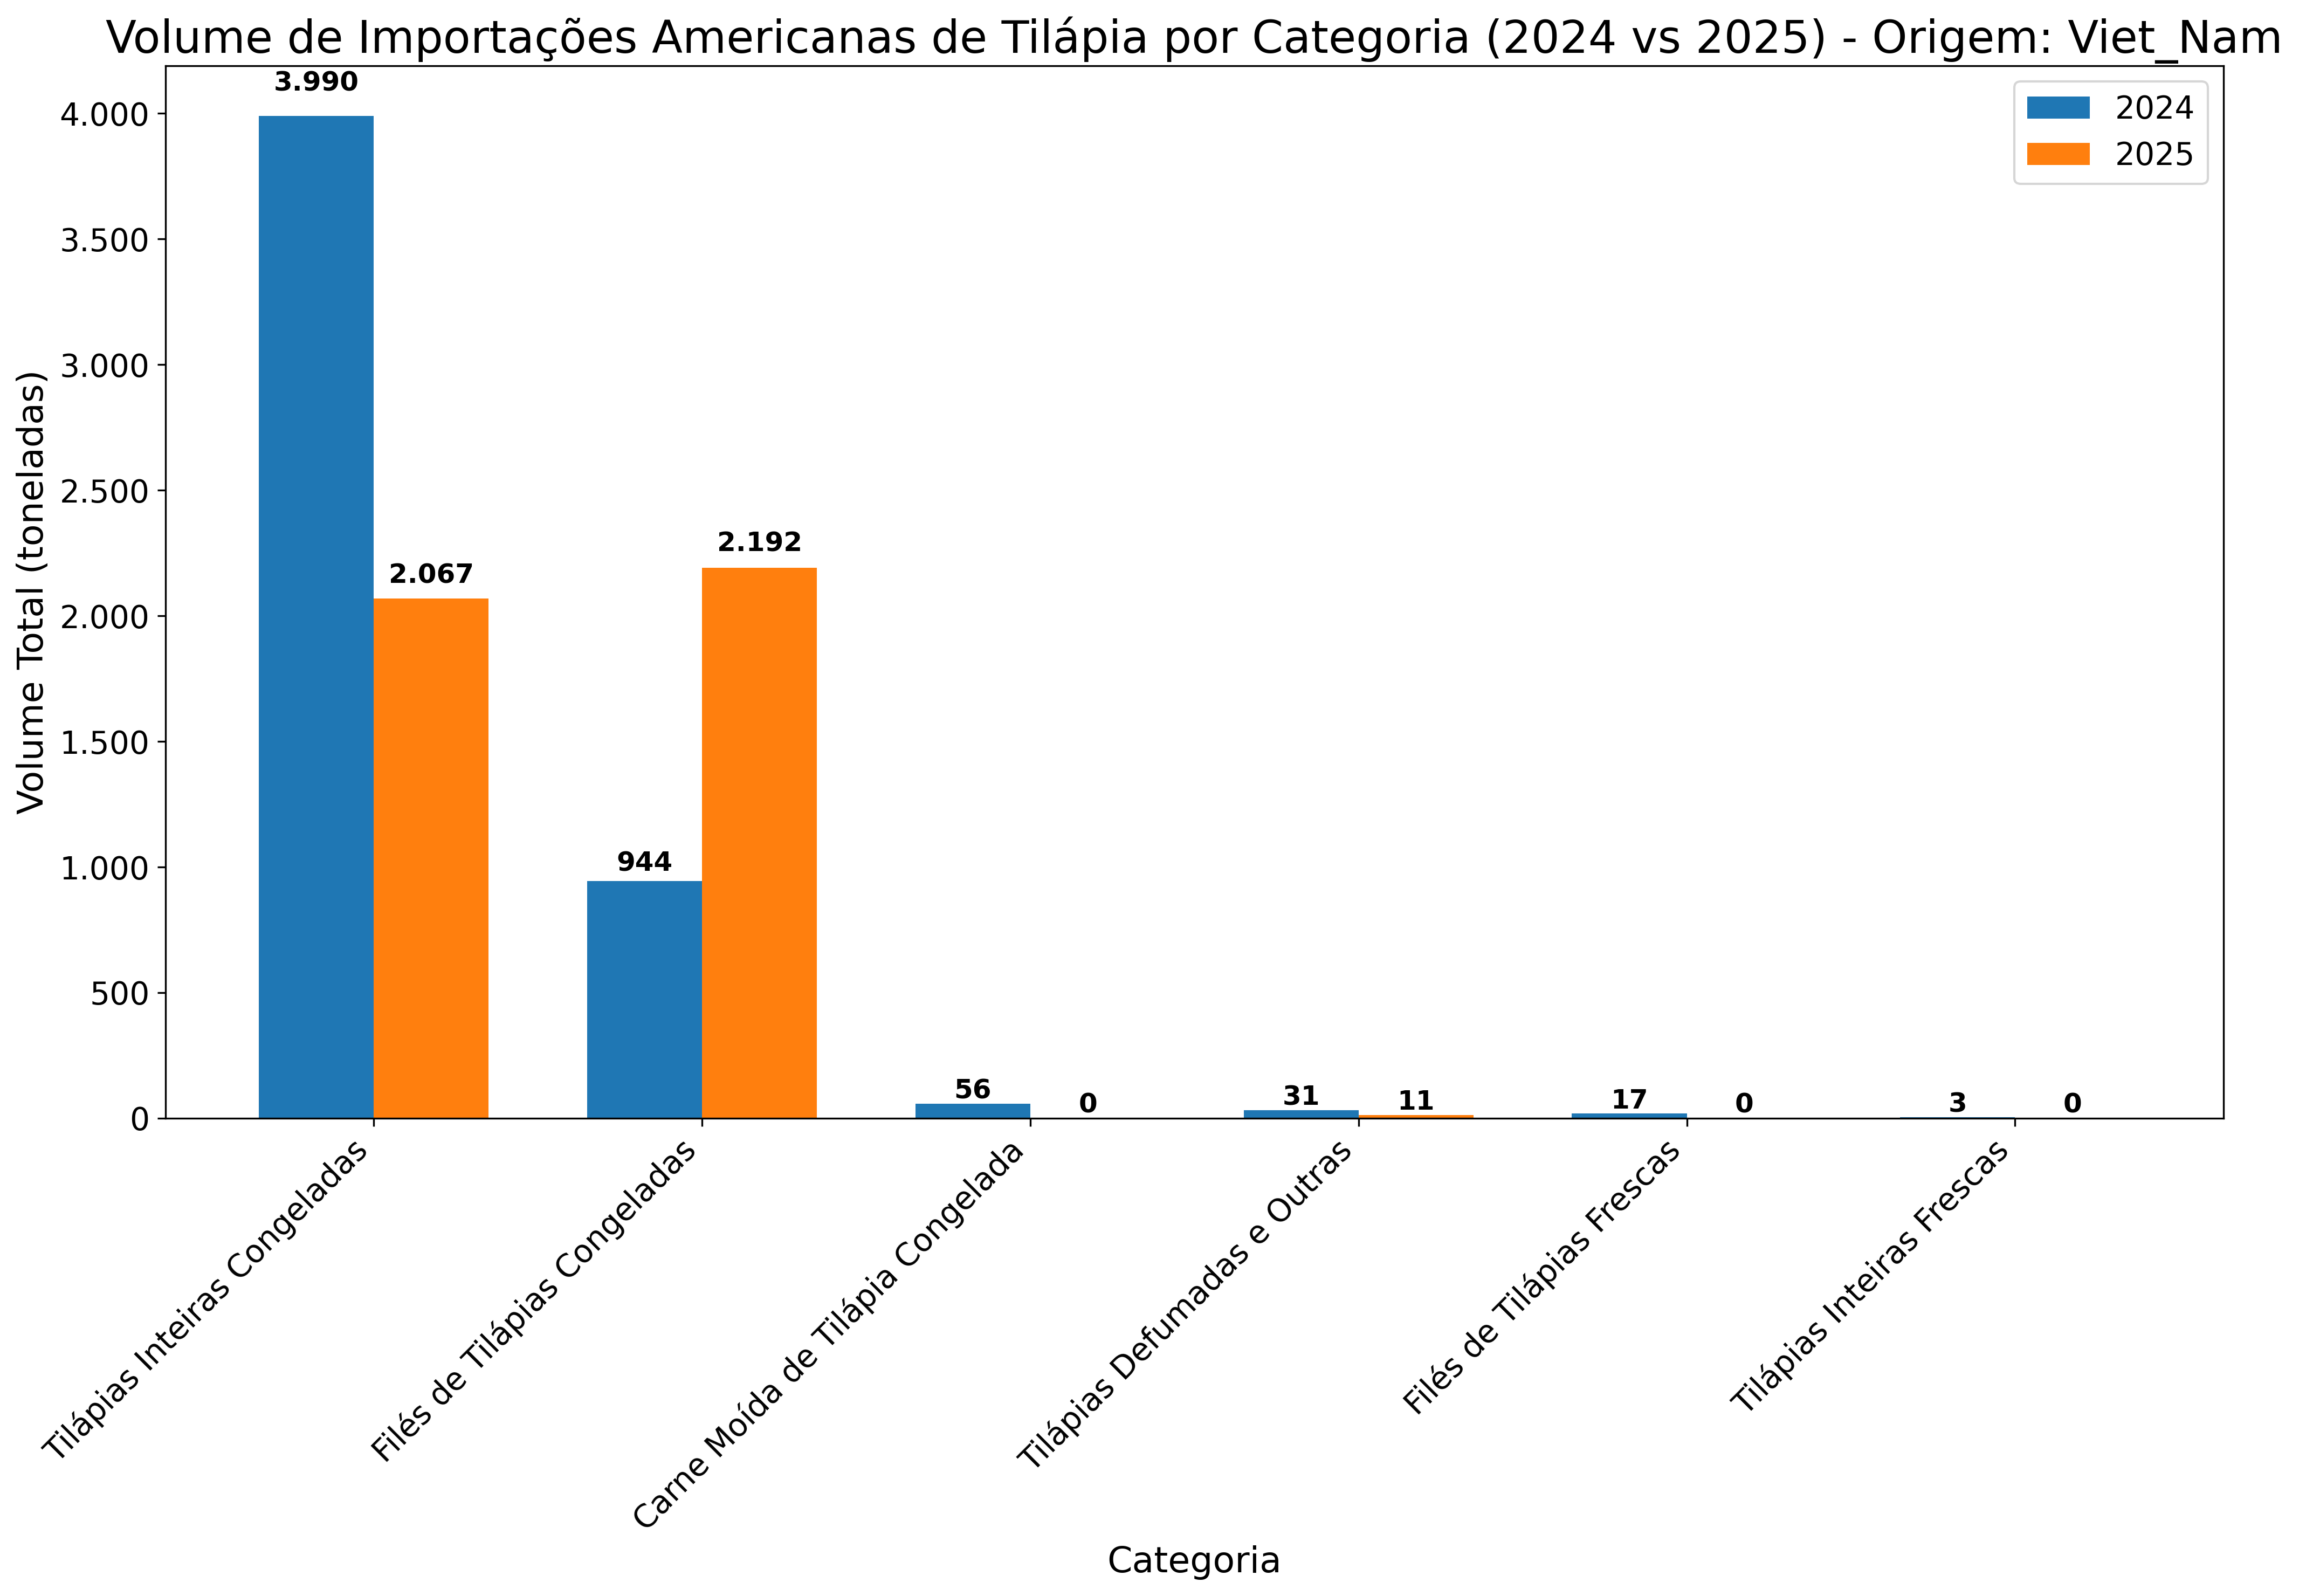 Volume de Importações Americanas de Tilápia por Categoria (2024 vs 2025) - Origem: Viet_Nam
2024
2025
Volume Total (toneladas)
4.000
3.500
3.000
2.500
2.000
1.500
1.000
500
0
3.990
2.067
944
2.192
56
0
31
11
17
0
3
0
Tilápias Inteiras Congeladas
Filés de Tilápias Congeladas
Carne Moída de Tilápia Congelada
Tilápias Defumadas e Outras
Filés de Tilápias Frescas
Tilápias Inteiras Frescas
Categoria